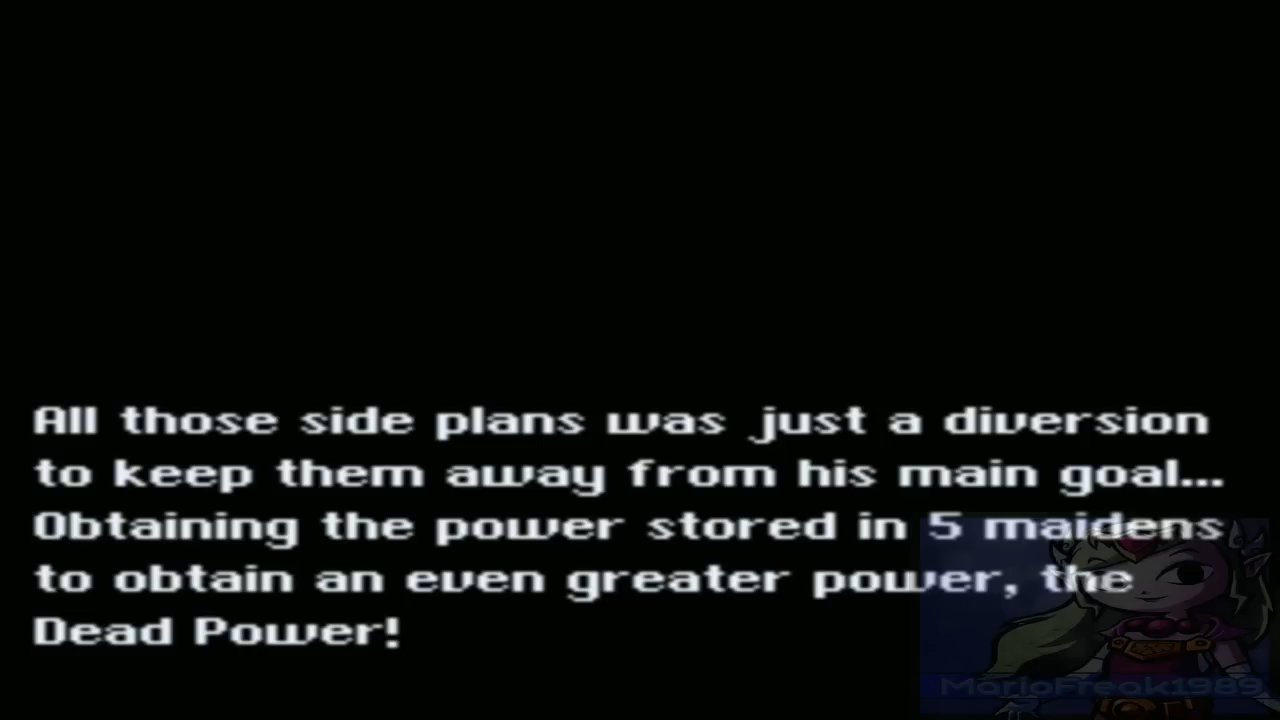 All those side plans was just a diversion
to keep them away from his main goal...
Obtaining the power stored in 5 maidens
to obtain an even greater power, the
Dead Power!
MarioFreak1989